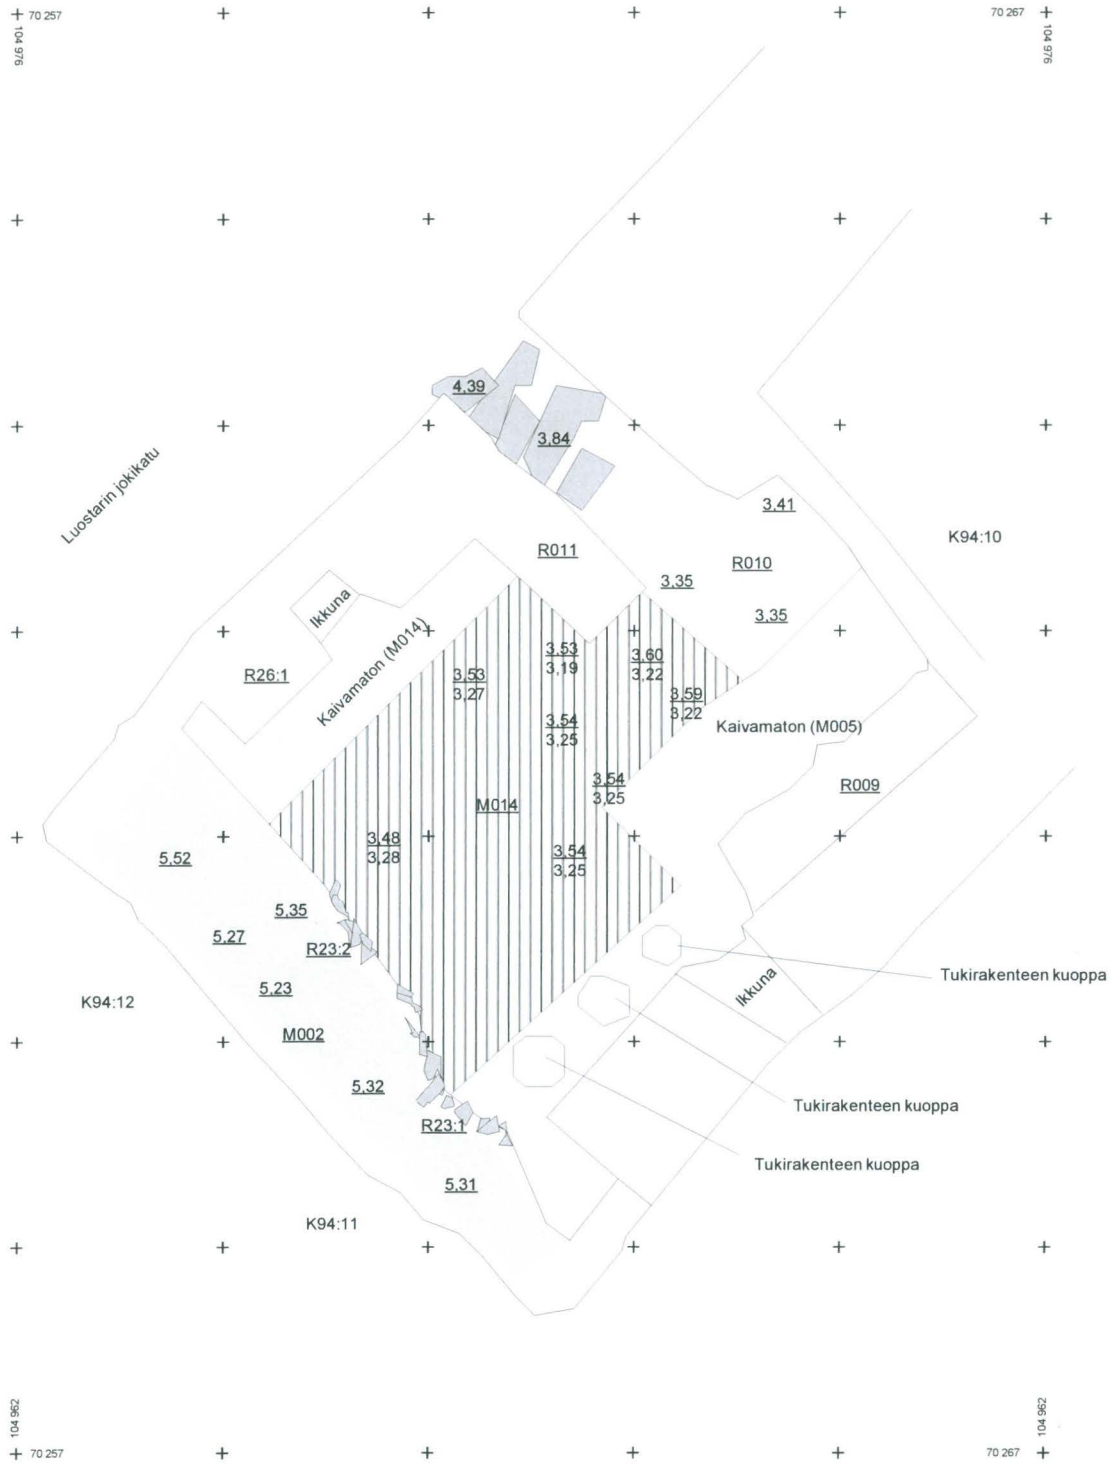 70 257
70 267
104 976
104 976
4,39
3,84
Luostarin jokikatu
3,41
K94:10
R011
R010
3,35
Ikkuna
3,35
Kaivamaton (M014)
3,53
3,19
3,60
3,22
R26:1
3,53
3,27
3,59
3,22
3,54
3,25
Kaivamaton (M005)
3,54
3,25
R009
M014
3,48
3,28
3,54
3,25
5,52
5,35
5,27
R23:2
5,23
Ikkuna
Tukirakenteen kuoppa
K94:12
M002
5,32
Tukirakenteen kuoppa
R23:1
Tukirakenteen kuoppa
5,31
K94:11
104 962
104 962
70 257
70 267